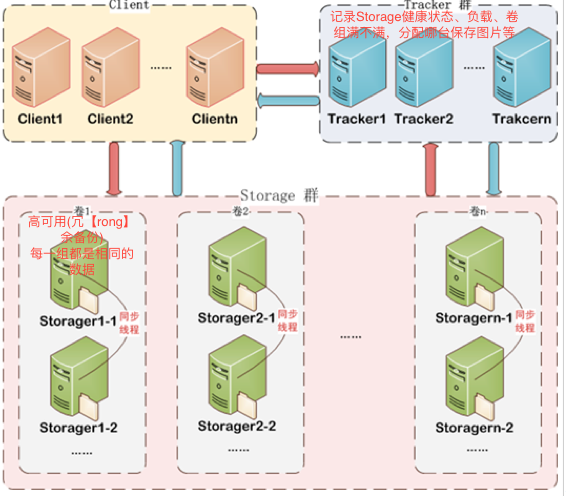 Client
Tracker 群
记录Storage健康状态、负载、卷
组满不满，分配哪台保存图片等
……
……
Client1
Client2
Clientn
Tracker1
Tracker2
Trakcern
Storage 群
卷1
卷2
卷n
高可用(冗【rong】
余备份)
每一组都是相同的
数据
Storager1-1
Storager2-1
Storagern-1
同步
线程
同步
线程
同步
线程
……
Storager1-2
Storager2-2
Storagern-2
……
……
……